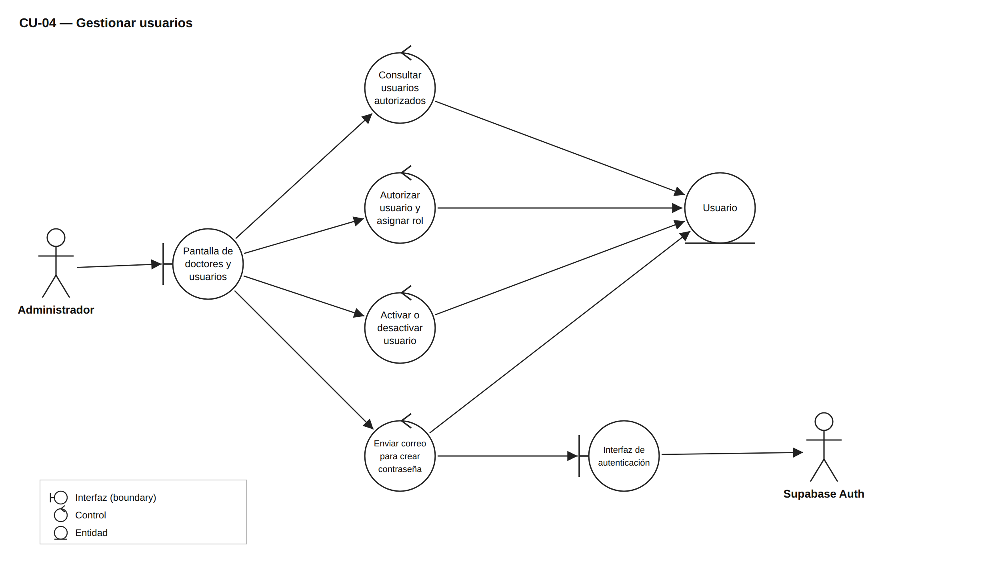 CU-04 — Gestionar usuarios
Consultar
usuarios
autorizados
Autorizar
usuario y
asignar rol
Usuario
Pantalla de
doctores y
usuarios
Administrador
Activar o
desactivar
usuario
Enviar correo
para crear
contraseña
Interfaz de
autenticación
Supabase Auth
Interfaz (boundary)
Control
Entidad